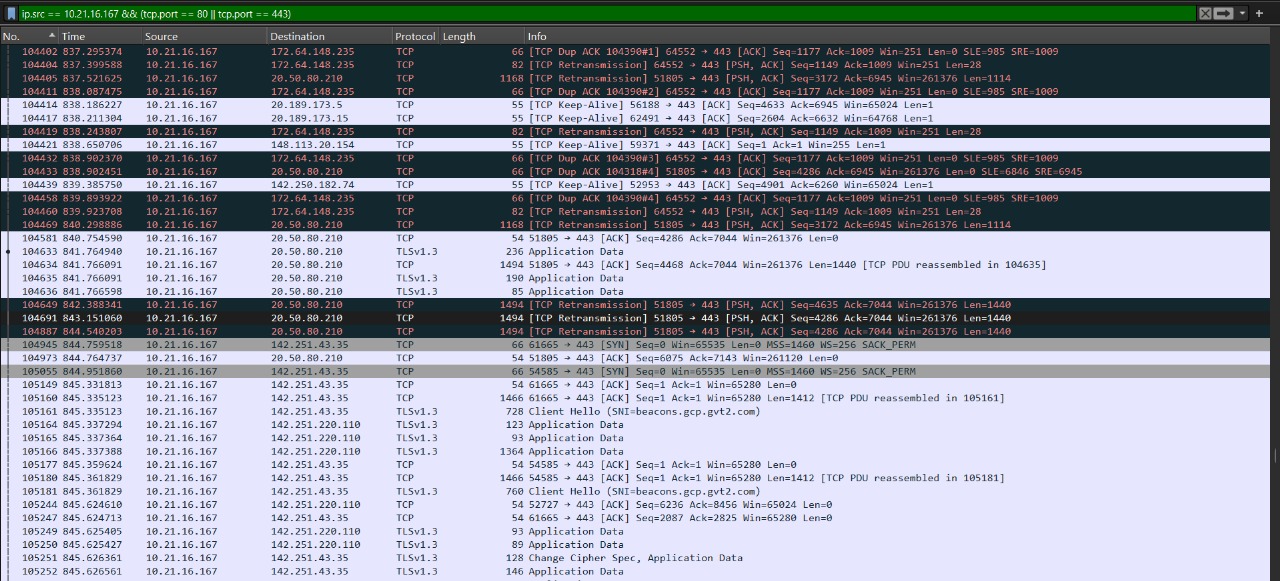 ip.src == 10.21.16.167 && (tcp.port == 80 || tcp.port == 443)
No. Time Source Destination Protocol Length Info
104402 837.295374 10.21.16.167 172.64.148.235 TCP 66 [TCP Dup ACK 104390#1] 64552 → 443 [ACK] Seq=1177 Ack=1009 Win=251 Len=0 SLE=985 SRE=1009
104404 837.399588 10.21.16.167 172.64.148.235 TCP 82 [TCP Retransmission] 64552 → 443 [PSH, ACK] Seq=1149 Ack=1009 Win=251 Len=28
104405 837.521625 10.21.16.167 20.50.80.210 TCP 1168 [TCP Retransmission] 51805 → 443 [PSH, ACK] Seq=3172 Ack=6945 Win=261376 Len=1114
104411 838.087475 10.21.16.167 172.64.148.235 TCP 66 [TCP Dup ACK 104390#2] 64552 → 443 [ACK] Seq=1177 Ack=1009 Win=251 Len=0 SLE=985 SRE=1009
104414 838.186227 10.21.16.167 20.189.173.5 TCP 55 [TCP Keep-Alive] 56188 → 443 [ACK] Seq=4633 Ack=6945 Win=65024 Len=1
104417 838.211304 10.21.16.167 20.189.173.15 TCP 55 [TCP Keep-Alive] 62491 → 443 [ACK] Seq=2604 Ack=6632 Win=64768 Len=1
104419 838.243807 10.21.16.167 172.64.148.235 TCP 82 [TCP Retransmission] 64552 → 443 [PSH, ACK] Seq=1149 Ack=1009 Win=251 Len=28
104421 838.650706 10.21.16.167 148.113.20.154 TCP 55 [TCP Keep-Alive] 59371 → 443 [ACK] Seq=1 Ack=1 Win=255 Len=1
104432 838.902370 10.21.16.167 172.64.148.235 TCP 66 [TCP Dup ACK 104390#3] 64552 → 443 [ACK] Seq=1177 Ack=1009 Win=251 Len=0 SLE=985 SRE=1009
104433 838.902451 10.21.16.167 20.50.80.210 TCP 66 [TCP Dup ACK 104318#4] 51805 → 443 [ACK] Seq=4286 Ack=6945 Win=261376 Len=0 SLE=6846 SRE=6945
104439 839.385750 10.21.16.167 142.250.182.74 TCP 55 [TCP Keep-Alive] 52953 → 443 [ACK] Seq=4901 Ack=6260 Win=65024 Len=1
104458 839.893922 10.21.16.167 172.64.148.235 TCP 66 [TCP Dup ACK 104390#4] 64552 → 443 [ACK] Seq=1177 Ack=1009 Win=251 Len=0 SLE=985 SRE=1009
104460 839.923708 10.21.16.167 172.64.148.235 TCP 82 [TCP Retransmission] 64552 → 443 [PSH, ACK] Seq=1149 Ack=1009 Win=251 Len=28
104469 840.298886 10.21.16.167 20.50.80.210 TCP 1168 [TCP Retransmission] 51805 → 443 [PSH, ACK] Seq=3172 Ack=6945 Win=261376 Len=1114
104581 840.754590 10.21.16.167 20.50.80.210 TCP 54 51805 → 443 [ACK] Seq=4286 Ack=7044 Win=261376 Len=0
104633 841.764940 10.21.16.167 20.50.80.210 TLSv1.3 236 Application Data
104634 841.766091 10.21.16.167 20.50.80.210 TCP 1494 51805 → 443 [ACK] Seq=4468 Ack=7044 Win=261376 Len=1440 [TCP PDU reassembled in 104635]
104635 841.766091 10.21.16.167 20.50.80.210 TLSv1.3 190 Application Data
104636 841.766598 10.21.16.167 20.50.80.210 TLSv1.3 85 Application Data
104649 842.388341 10.21.16.167 20.50.80.210 TCP 1494 [TCP Retransmission] 51805 → 443 [PSH, ACK] Seq=4635 Ack=7044 Win=261376 Len=1440
104691 843.151060 10.21.16.167 20.50.80.210 TCP 1494 [TCP Retransmission] 51805 → 443 [PSH, ACK] Seq=4286 Ack=7044 Win=261376 Len=1440
104887 844.540203 10.21.16.167 20.50.80.210 TCP 1494 [TCP Retransmission] 51805 → 443 [PSH, ACK] Seq=4286 Ack=7044 Win=261376 Len=1440
104945 844.759518 10.21.16.167 142.251.43.35 TCP 66 61665 → 443 [SYN] Seq=0 Win=65535 Len=0 MSS=1460 WS=256 SACK_PERM
104973 844.764737 10.21.16.167 20.50.80.210 TCP 54 51805 → 443 [ACK] Seq=4286 Ack=7143 Win=261120 Len=0
105055 844.951860 10.21.16.167 142.251.43.35 TCP 66 54585 → 443 [SYN] Seq=0 Win=65535 Len=0 MSS=1460 WS=256 SACK_PERM
105149 845.331813 10.21.16.167 142.251.43.35 TCP 54 61665 → 443 [ACK] Seq=1 Ack=1 Win=65280 Len=0
105160 845.335123 10.21.16.167 142.251.43.35 TCP 1466 61665 → 443 [ACK] Seq=1 Ack=1 Win=65280 Len=1412 [TCP PDU reassembled in 105161]
105161 845.335123 10.21.16.167 142.251.43.35 TLSv1.3 728 Client Hello (SNI=beacons.gcp.gvt2.com)
105164 845.337294 10.21.16.167 142.251.220.110 TLSv1.3 123 Application Data
105165 845.337364 10.21.16.167 142.251.220.110 TLSv1.3 93 Application Data
105166 845.337388 10.21.16.167 142.251.220.110 TLSv1.3 1364 Application Data
105177 845.359624 10.21.16.167 142.251.43.35 TCP 54 54585 → 443 [ACK] Seq=1 Ack=1 Win=65280 Len=0
105180 845.361829 10.21.16.167 142.251.43.35 TCP 1466 54585 → 443 [ACK] Seq=1 Ack=1 Win=65280 Len=1412 [TCP PDU reassembled in 105181]
105181 845.361829 10.21.16.167 142.251.43.35 TLSv1.3 760 Client Hello (SNI=beacons.gcp.gvt2.com)
105244 845.624610 10.21.16.167 142.251.220.110 TCP 54 52727 → 443 [ACK] Seq=6236 Ack=8456 Win=65024 Len=0
105247 845.624713 10.21.16.167 142.251.43.35 TCP 54 61665 → 443 [ACK] Seq=2087 Ack=2825 Win=65280 Len=0
105249 845.625405 10.21.16.167 142.251.220.110 TLSv1.3 93 Application Data
105250 845.625427 10.21.16.167 142.251.220.110 TLSv1.3 89 Application Data
105251 845.626361 10.21.16.167 142.251.43.35 TLSv1.3 128 Change Cipher Spec, Application Data
105252 845.626561 10.21.16.167 142.251.43.35 TLSv1.3 146 Application Data